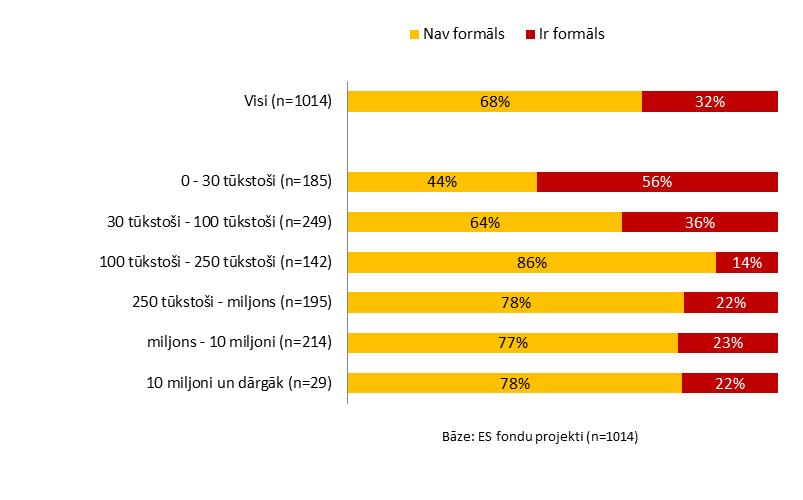 Nav formāls Ir formāls
Visi (n=1014) 68% 32%
0 - 30 tūkstoši (n=185) 44% 56%
30 tūkstoši - 100 tūkstoši (n=249) 64% 36%
100 tūkstoši - 250 tūkstoši (n=142) 86% 14%
250 tūkstoši - miljons (n=195) 78% 22%
miljons - 10 miljoni (n=214) 77% 23%
10 miljoni un dārgāk (n=29) 78% 22%
Bāze: ES fondu projekti (n=1014)